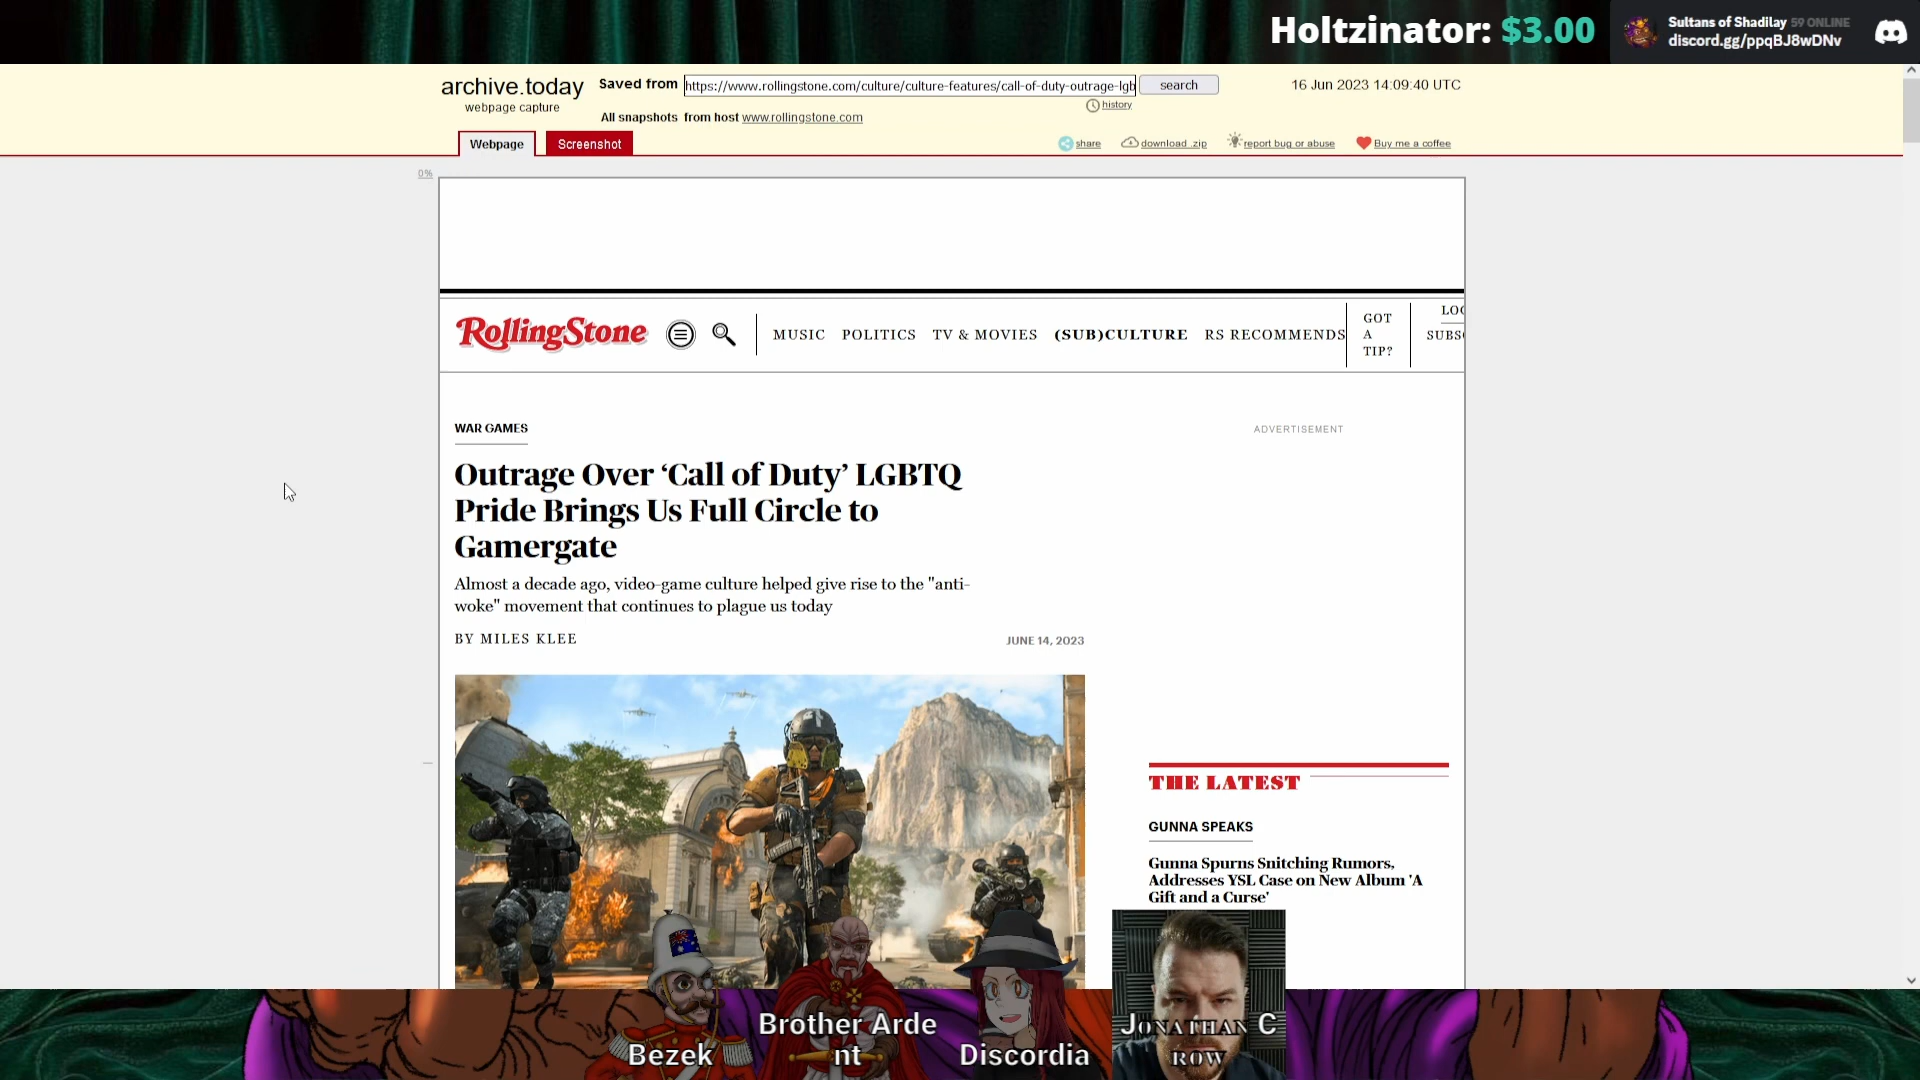 Holtzinator: $3.00
Sultans of Shadilay 59 ONLINE
discord.gg/ppqBJ8wDNv
archive.today
webpage capture
Saved from https://www.rollingstone.com/culture/culture-features/call-of-duty-outrage-lgb
search
16 Jun 2023 14:09:40 UTC
history
All snapshots from host www.rollingstone.com
Webpage
Screenshot
share
download .zip
report bug or abuse
Buy me a coffee
0%
RollingStone
MUSIC
POLITICS
TV & MOVIES
(SUB)CULTURE
RS RECOMMENDS
GOT
A
TIP?
LOG
SUBSC
WAR GAMES
ADVERTISEMENT
Outrage Over ‘Call of Duty’ LGBTQ
Pride Brings Us Full Circle to
Gamergate
Almost a decade ago, video-game culture helped give rise to the "anti-
woke" movement that continues to plague us today
BY MILES KLEE
JUNE 14, 2023
THE LATEST
GUNNA SPEAKS
Gunna Spurns Snitching Rumors,
Addresses YSL Case on New Album 'A
Gift and a Curse'
Bezek
Brother Arde
nt
Discordia
Jonathan C
row